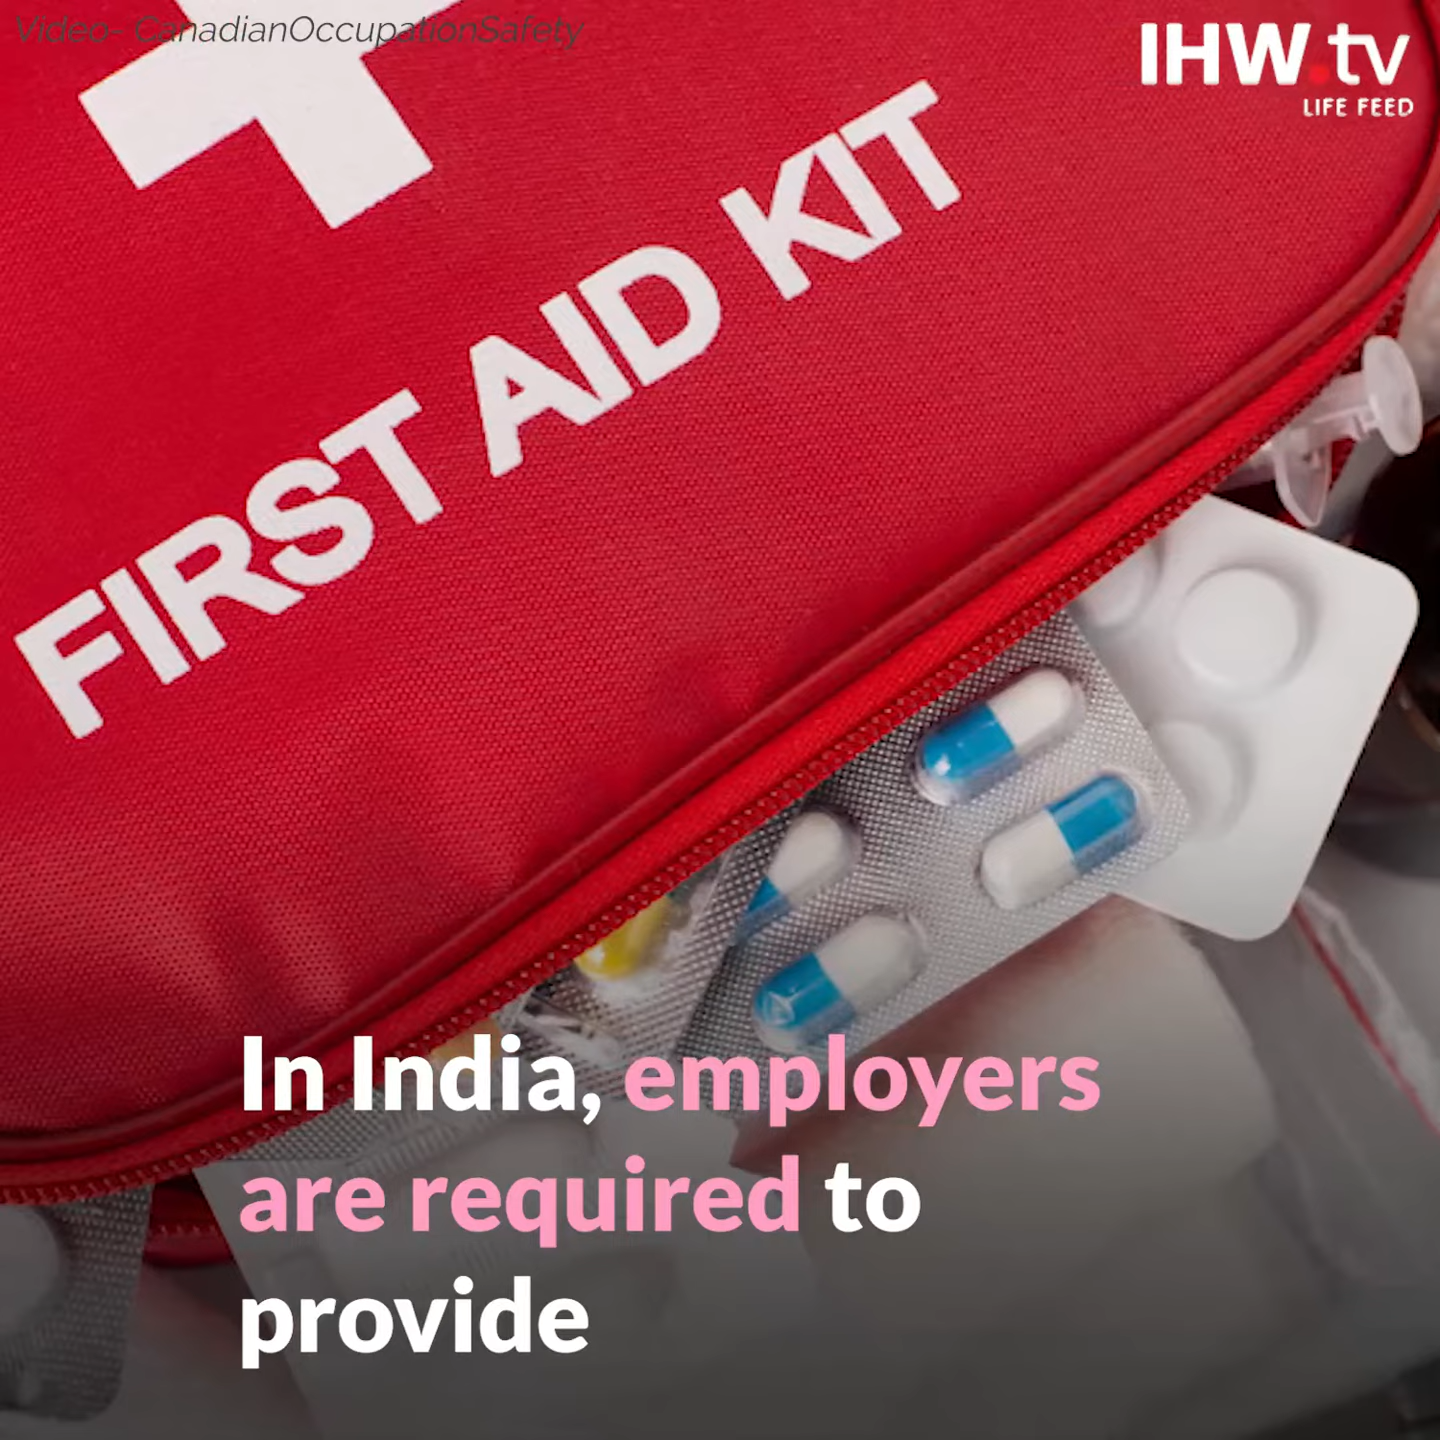 Video- CanadianOccupationSafety
IHW.tv
LIFE FEED
FIRST AID KIT
In India, employers
are required to
provide